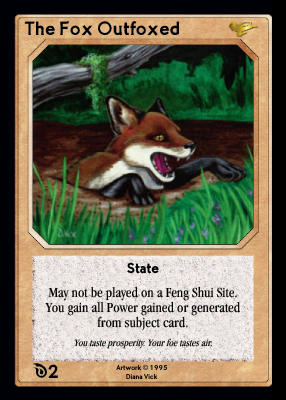 The Fox Outfoxed
State
May not be played on a Feng Shui Site.
You gain all Power gained or generated
from subject card.
You taste prosperity. Your foe tastes air.
2
Artwork © 1995
Diana Vick